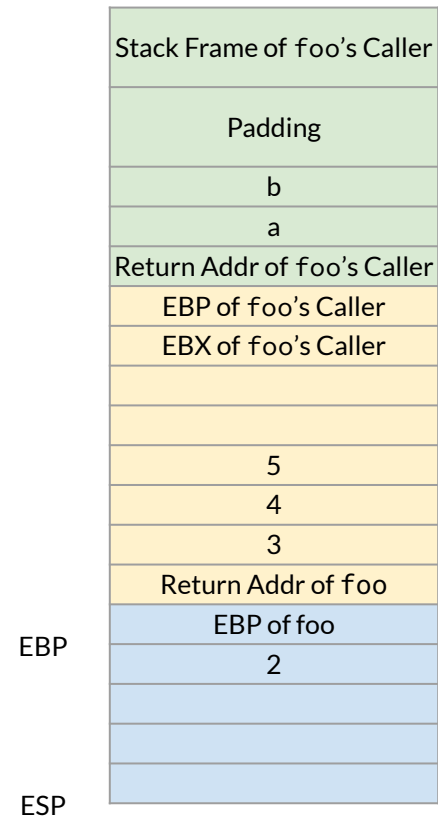 Stack Frame of foo’s Caller
Padding
b
a
Return Addr of foo’s Caller
EBP of foo’s Caller
EBX of foo’s Caller
5
4
3
Return Addr of foo
EBP of foo
EBP
2
ESP